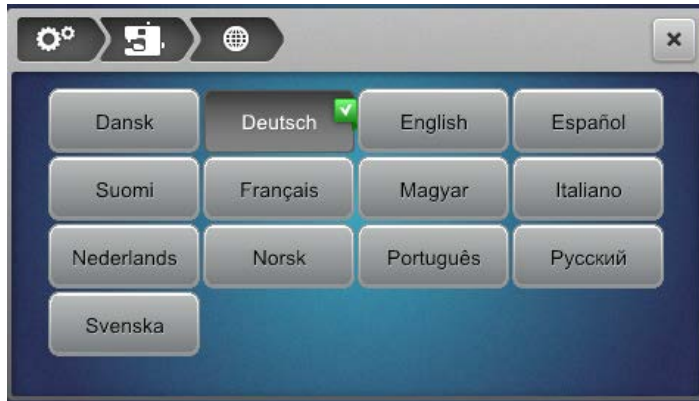 Dansk Deutsch English Español
Suomi Français Magyar Italiano
Nederlands Norsk Português Русский
Svenska